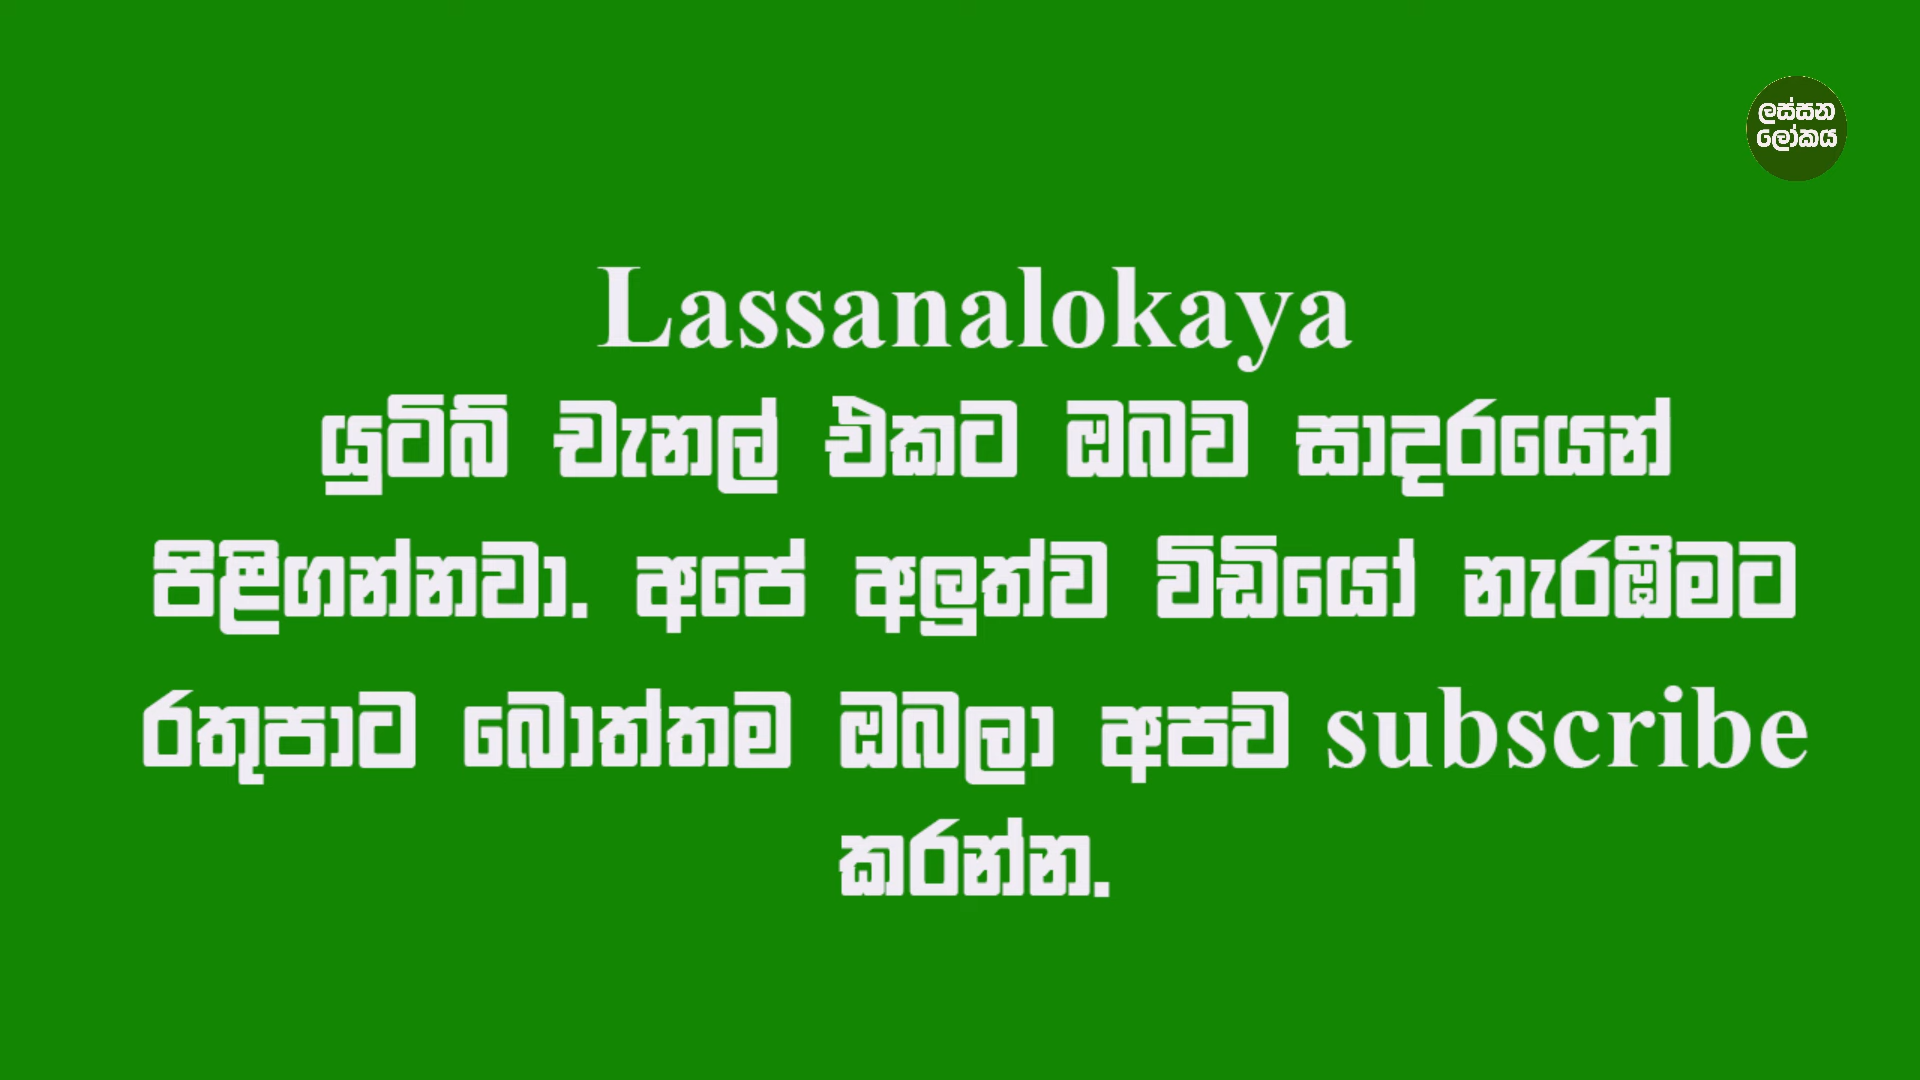 ලස්සන
ලෝකය
Lassanalokaya
යුටිබ් චැනල් එකට ඔබව සාදරයෙන්
පිළිගන්නවා. අපේ අලුත්ව විඩියෝ නැරඹීමට
රතුපාට බොත්තම ඔබලා අපව subscribe
කරන්න.